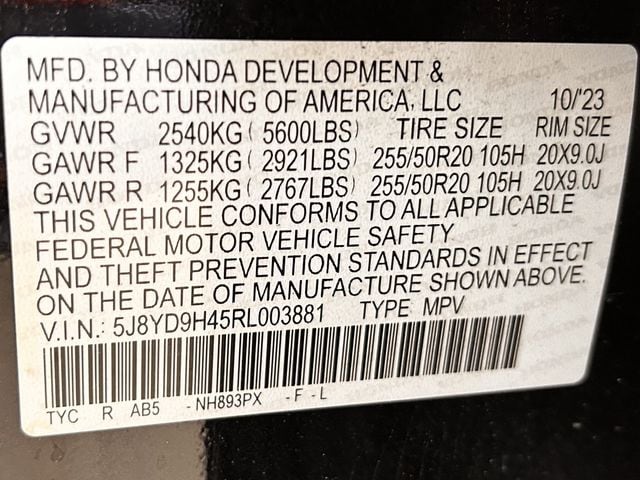 MFD. BY HONDA DEVELOPMENT &
MANUFACTURING OF AMERICA, LLC 10/'23
GVWR 2540KG ( 5600LBS) TIRE SIZE RIM SIZE
GAWR F 1325KG ( 2921LBS) 255/50R20 105H 20X9.0J
GAWR R 1255KG ( 2767LBS) 255/50R20 105H 20X9.0J
THIS VEHICLE CONFORMS TO ALL APPLICABLE
FEDERAL MOTOR VEHICLE SAFETY
AND THEFT PREVENTION STANDARDS IN EFFECT
ON THE DATE OF MANUFACTURE SHOWN ABOVE.
V.I.N.: 5J8YD9H45RL003881 TYPE MPV
TYC R AB5 - NH893PX - F - L